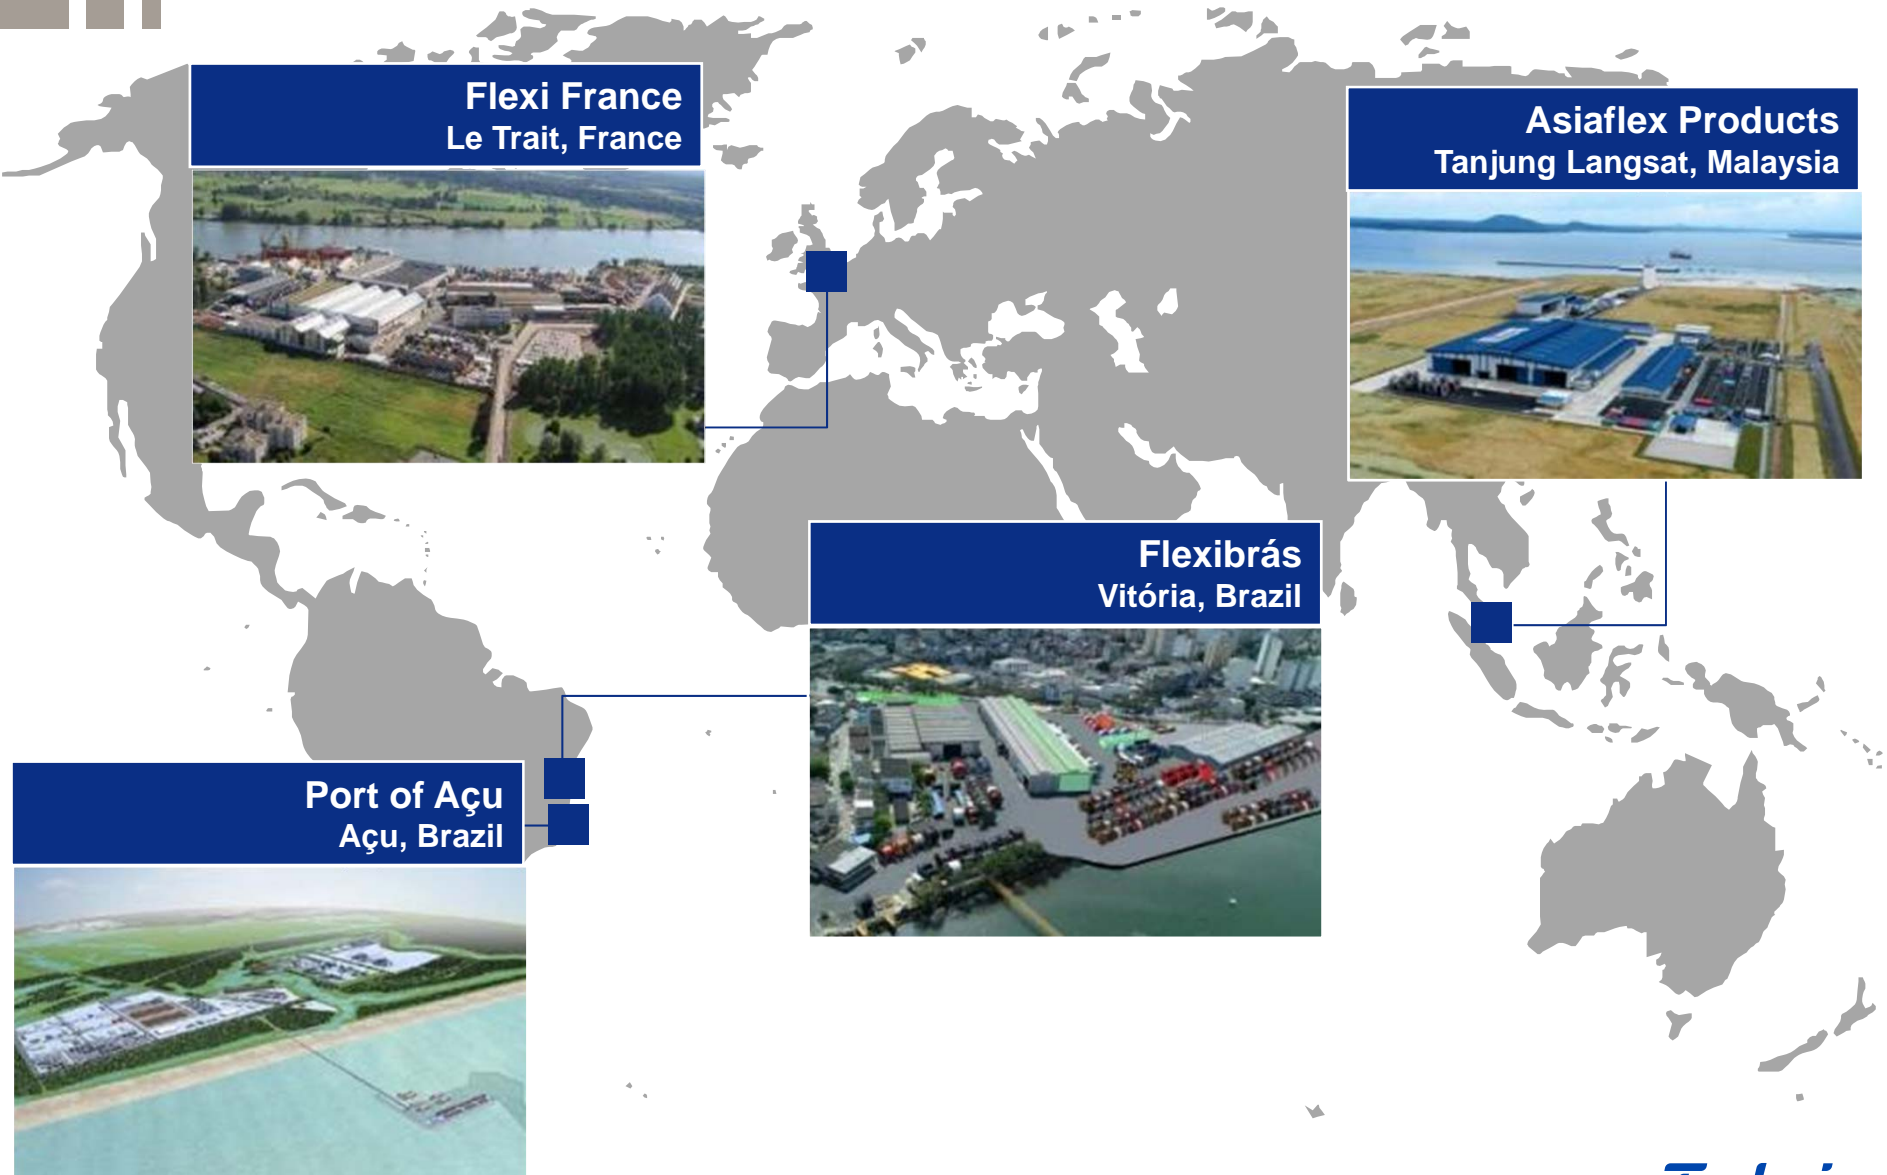 Flexi France
Le Trait, France
Asiaflex Products
Tanjung Langsat, Malaysia
Flexibrás
Vitória, Brazil
Port of Açu
Açu, Brazil